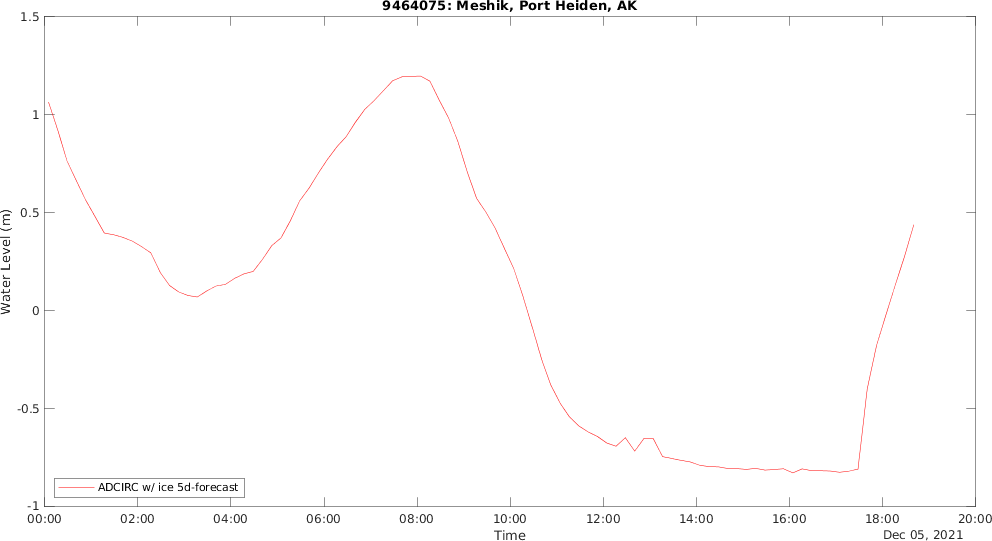 9464075: Meshik, Port Heiden, AK
1.5
1
0.5
0
-0.5
-1
Water Level (m)
ADCIRC w/ ice 5d-forecast
00:00 02:00 04:00 06:00 08:00 10:00 12:00 14:00 16:00 18:00 20:00
Time
Dec 05, 2021